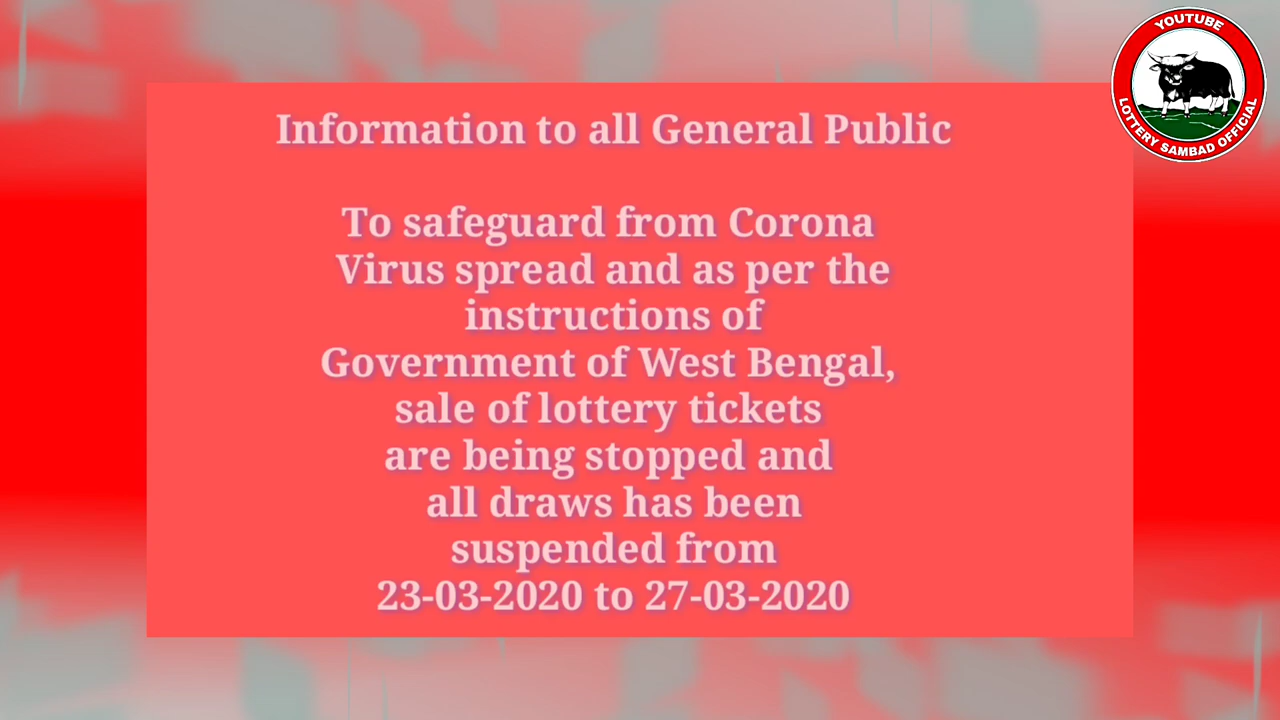 YOUTUBE
LOTTERY SAMBAD OFFICIAL
Information to all General Public
To safeguard from Corona
Virus spread and as per the
instructions of
Government of West Bengal,
sale of lottery tickets
are being stopped and
all draws has been
suspended from
23-03-2020 to 27-03-2020